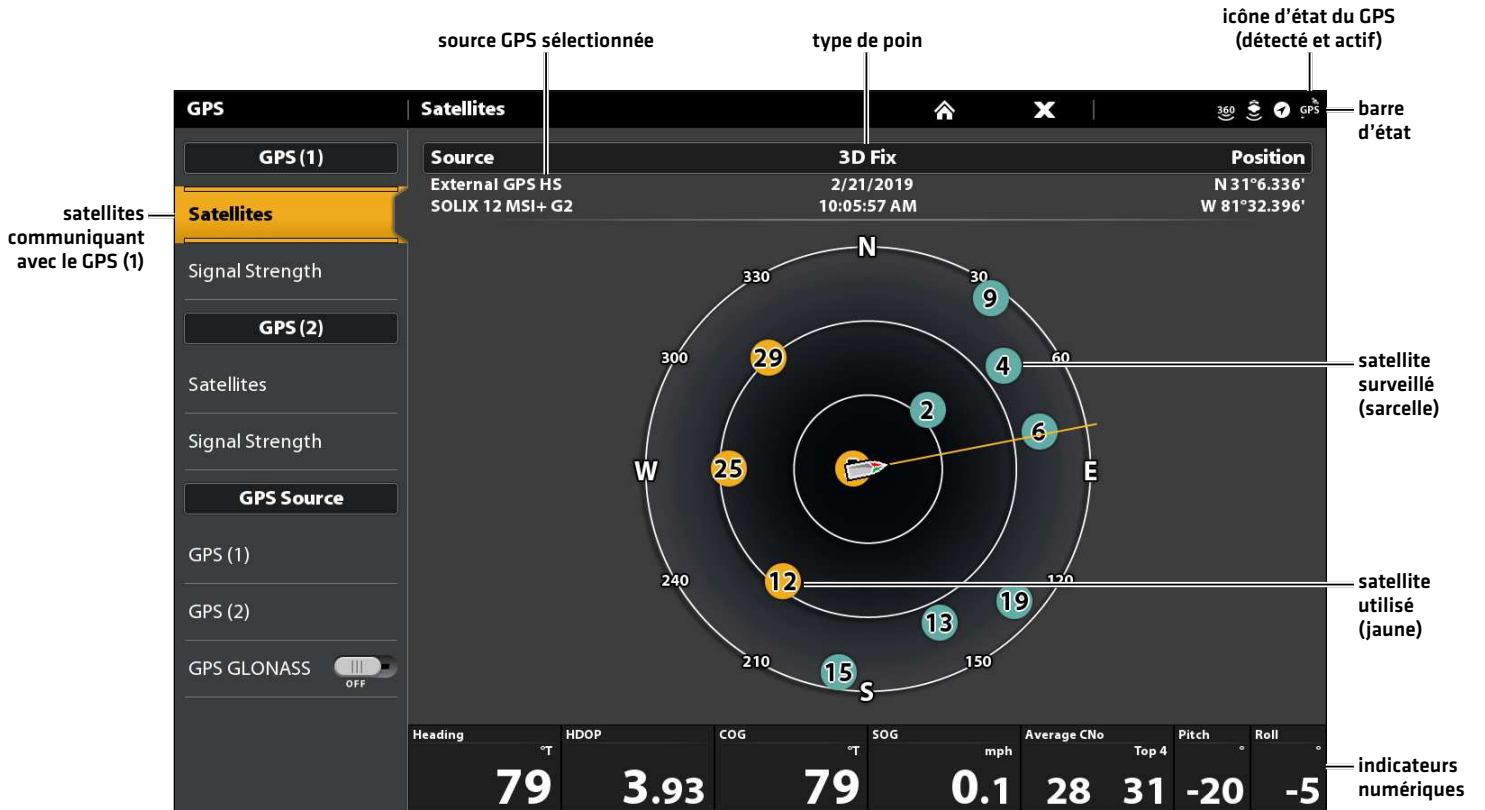 icône d'état du GPS
(détecté et actif)
source GPS sélectionnée
type de poin
GPS
Satellites
360
GPS
barre
d'état
GPS (1)
Source
3D Fix
Position
External GPS HS
2/21/2019
N 31°6.336'
SOLIX 12 MSI+ G2
10:05:57 AM
W 81°32.396'
satellites
communiquant
avec le GPS (1)
Satellites
Signal Strength
GPS (2)
Satellites
Signal Strength
GPS Source
GPS (1)
GPS (2)
GPS GLONASS
OFF
N
330
30
9
300
29
4
60
2
6
W
25
E
240
12
120
19
13
210
15
150
S
satellite
surveillé
(sarcelle)
satellite
utilisé
(jaune)
Heading
°T
79
HDOP
3.93
COG
°T
79
SOG
mph
0.1
Average CNo
Top 4
28
31
Pitch
°
-20
Roll
°
-5
indicateurs
numériques